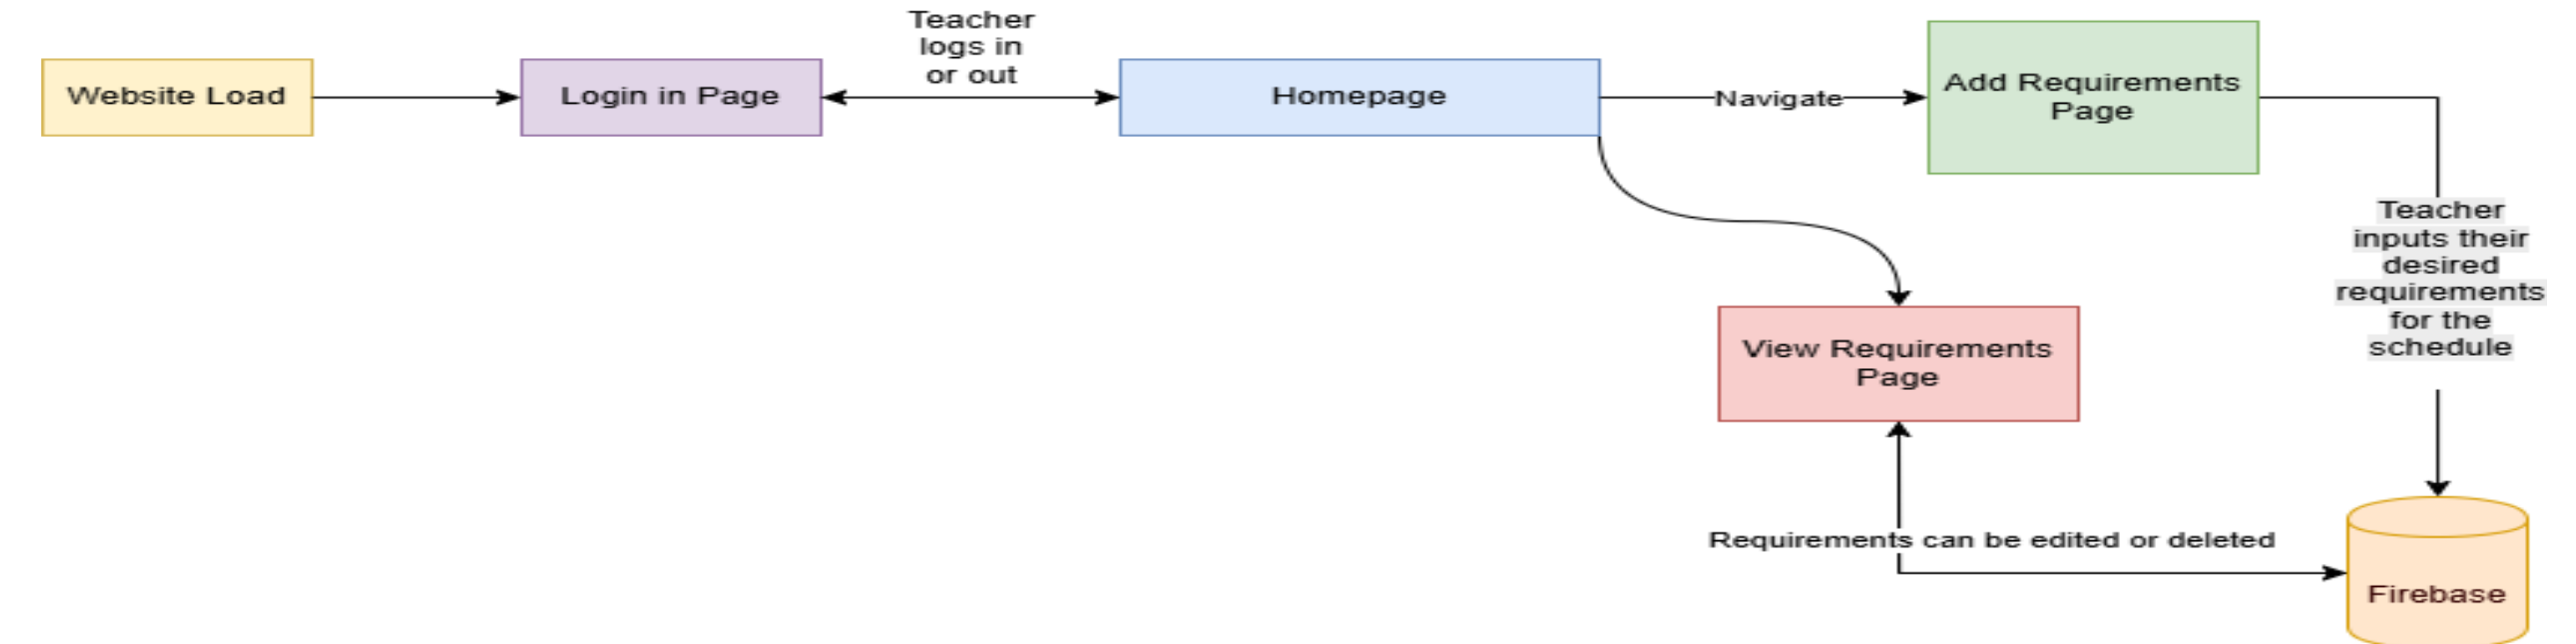 Website Load
Login in Page
Teacher
logs in
or out
Homepage
Navigate
Add Requirements
Page
Teacher
inputs their
desired
requirements
for the
schedule
View Requirements
Page
Requirements can be edited or deleted
Firebase